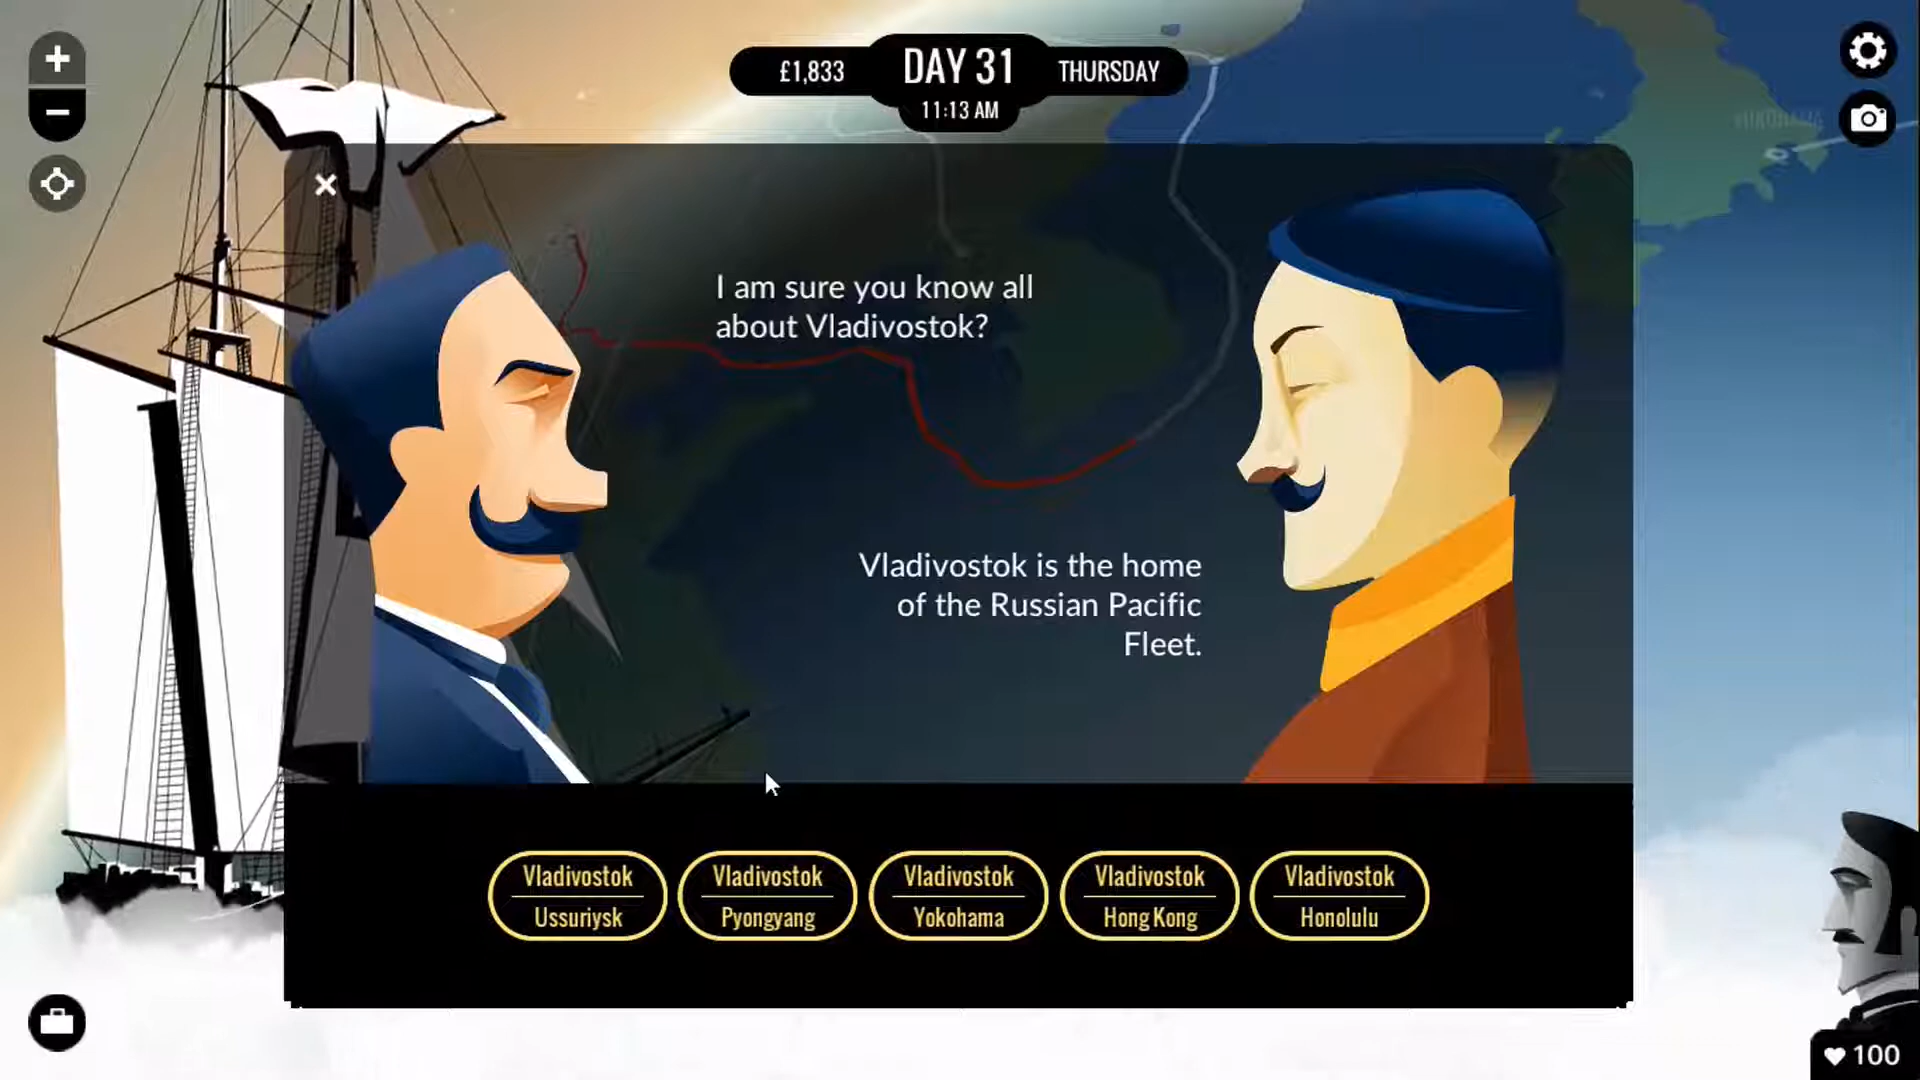 £1,833
DAY 31
THURSDAY
11:13 AM
YOKOHAMA
I am sure you know all
about Vladivostok?
Vladivostok is the home
of the Russian Pacific
Fleet.
Vladivostok
Ussuriysk
Vladivostok
Pyongyang
Vladivostok
Yokohama
Vladivostok
Hong Kong
Vladivostok
Honolulu
100